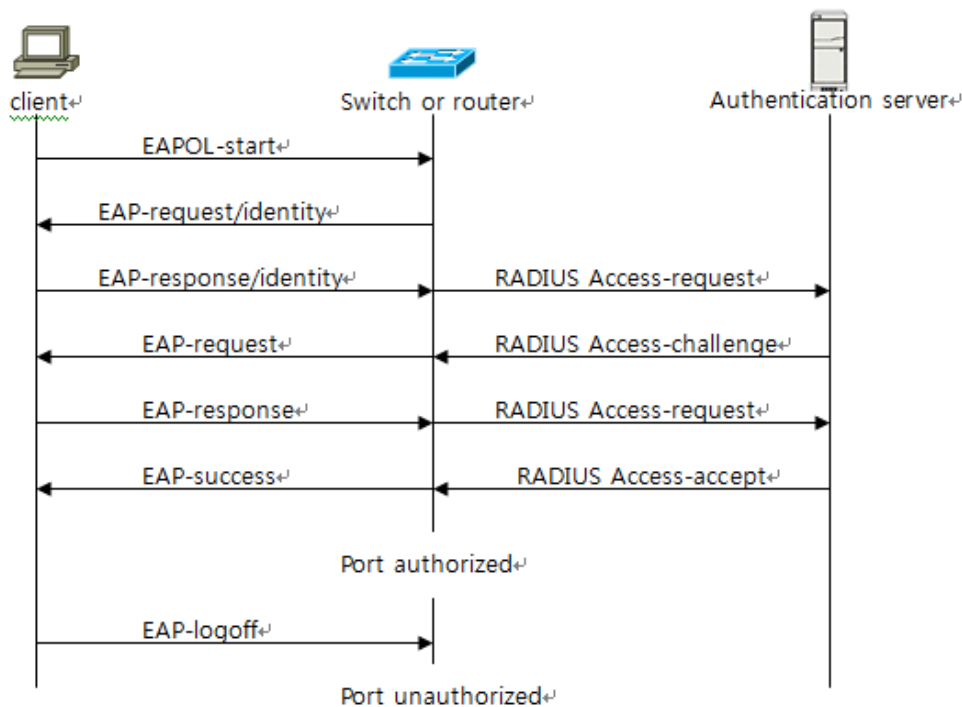 client↵
Switch or router↵
Authentication server↵
EAPOL-start↵
EAP-request/identity↵
EAP-response/identity↵
RADIUS Access-request↵
EAP-request↵
RADIUS Access-challenge↵
EAP-response↵
RADIUS Access-request↵
EAP-success↵
RADIUS Access-accept↵
Port authorized↵
EAP-logoff↵
Port unauthorized↵